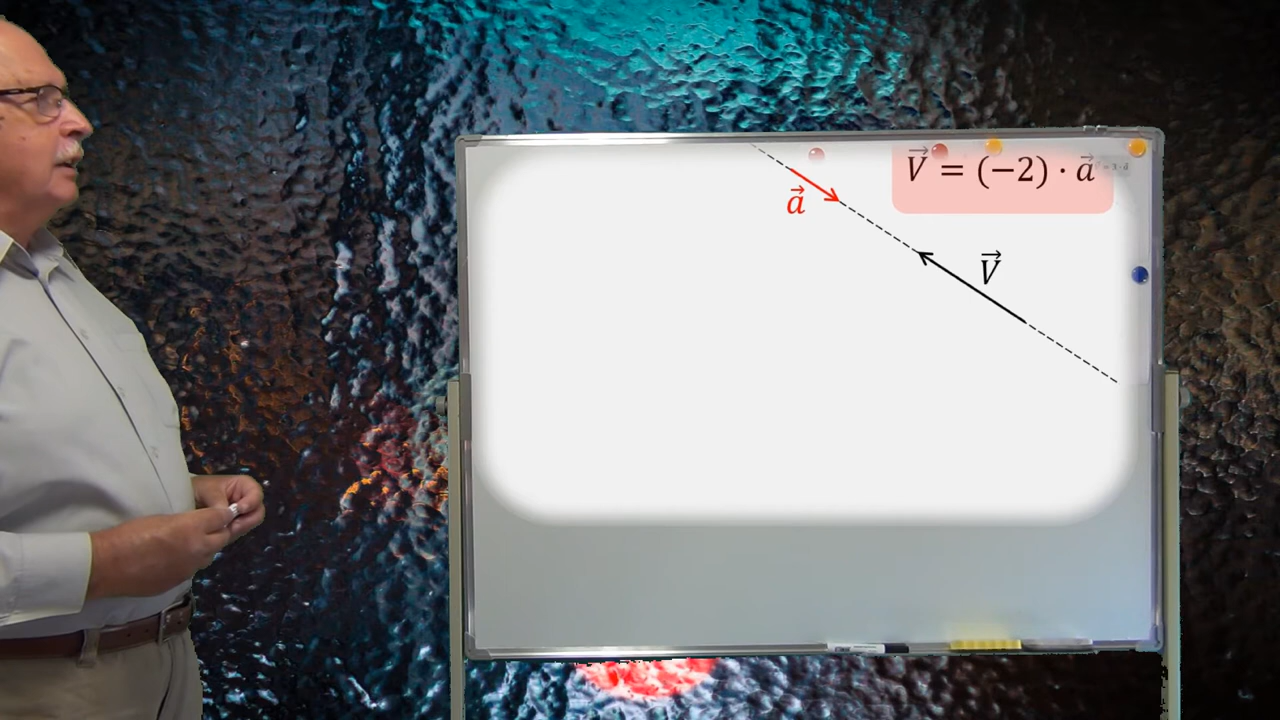 V⃗ = (−2) · a⃗
a⃗
V⃗